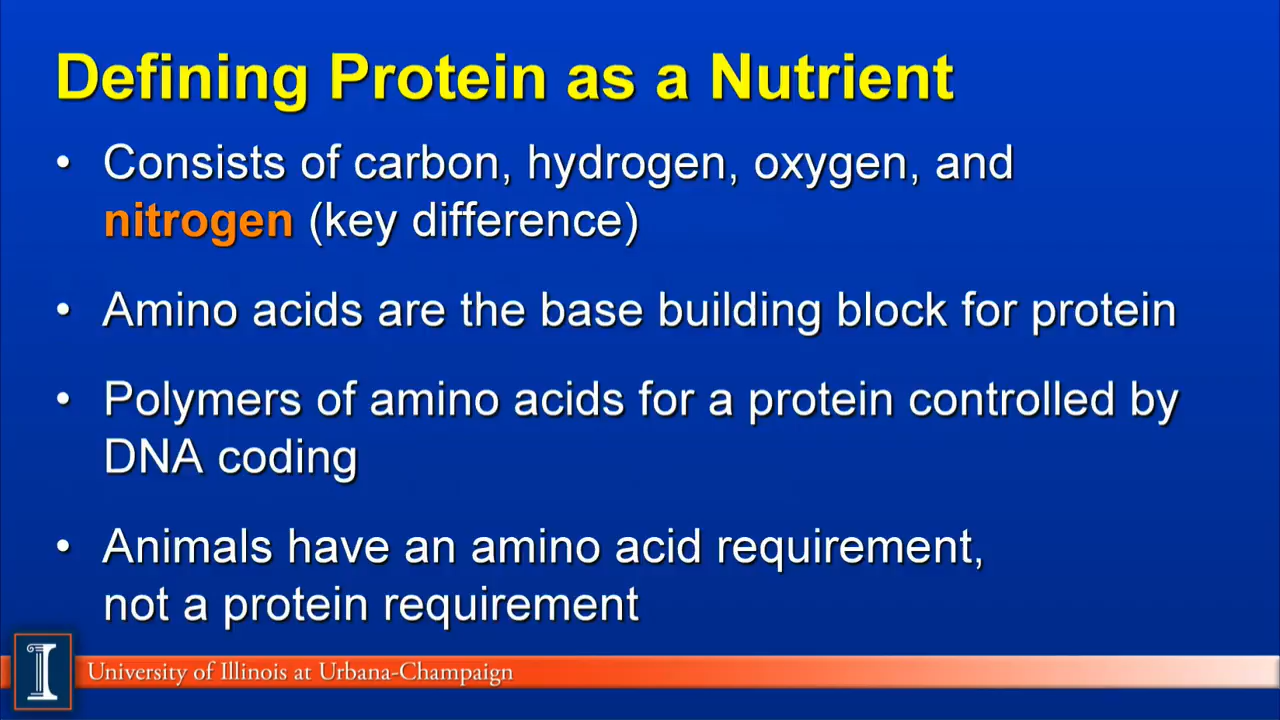 Defining Protein as a Nutrient
• Consists of carbon, hydrogen, oxygen, and
nitrogen (key difference)
• Amino acids are the base building block for protein
• Polymers of amino acids for a protein controlled by
DNA coding
• Animals have an amino acid requirement,
not a protein requirement
I
University of Illinois at Urbana-Champaign